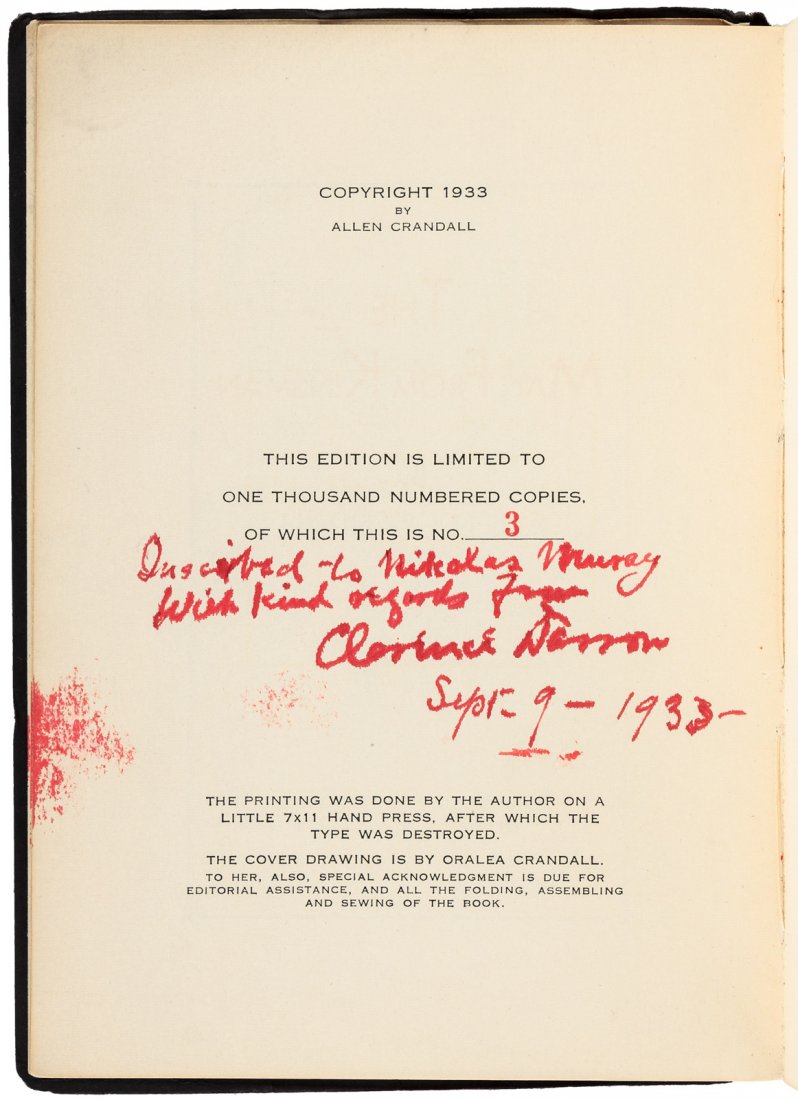 COPYRIGHT 1933
BY
ALLEN CRANDALL
THIS EDITION IS LIMITED TO
ONE THOUSAND NUMBERED COPIES,
OF WHICH THIS IS NO. 3
Inscribed to Nikolas Muray
With kind regards from
Clarence Darrow
Sept - 9 - 1933 -
THE PRINTING WAS DONE BY THE AUTHOR ON A
LITTLE 7x11 HAND PRESS, AFTER WHICH THE
TYPE WAS DESTROYED.
THE COVER DRAWING IS BY ORALEA CRANDALL.
TO HER, ALSO, SPECIAL ACKNOWLEDGMENT IS DUE FOR
EDITORIAL ASSISTANCE, AND ALL THE FOLDING, ASSEMBLING
AND SEWING OF THE BOOK.